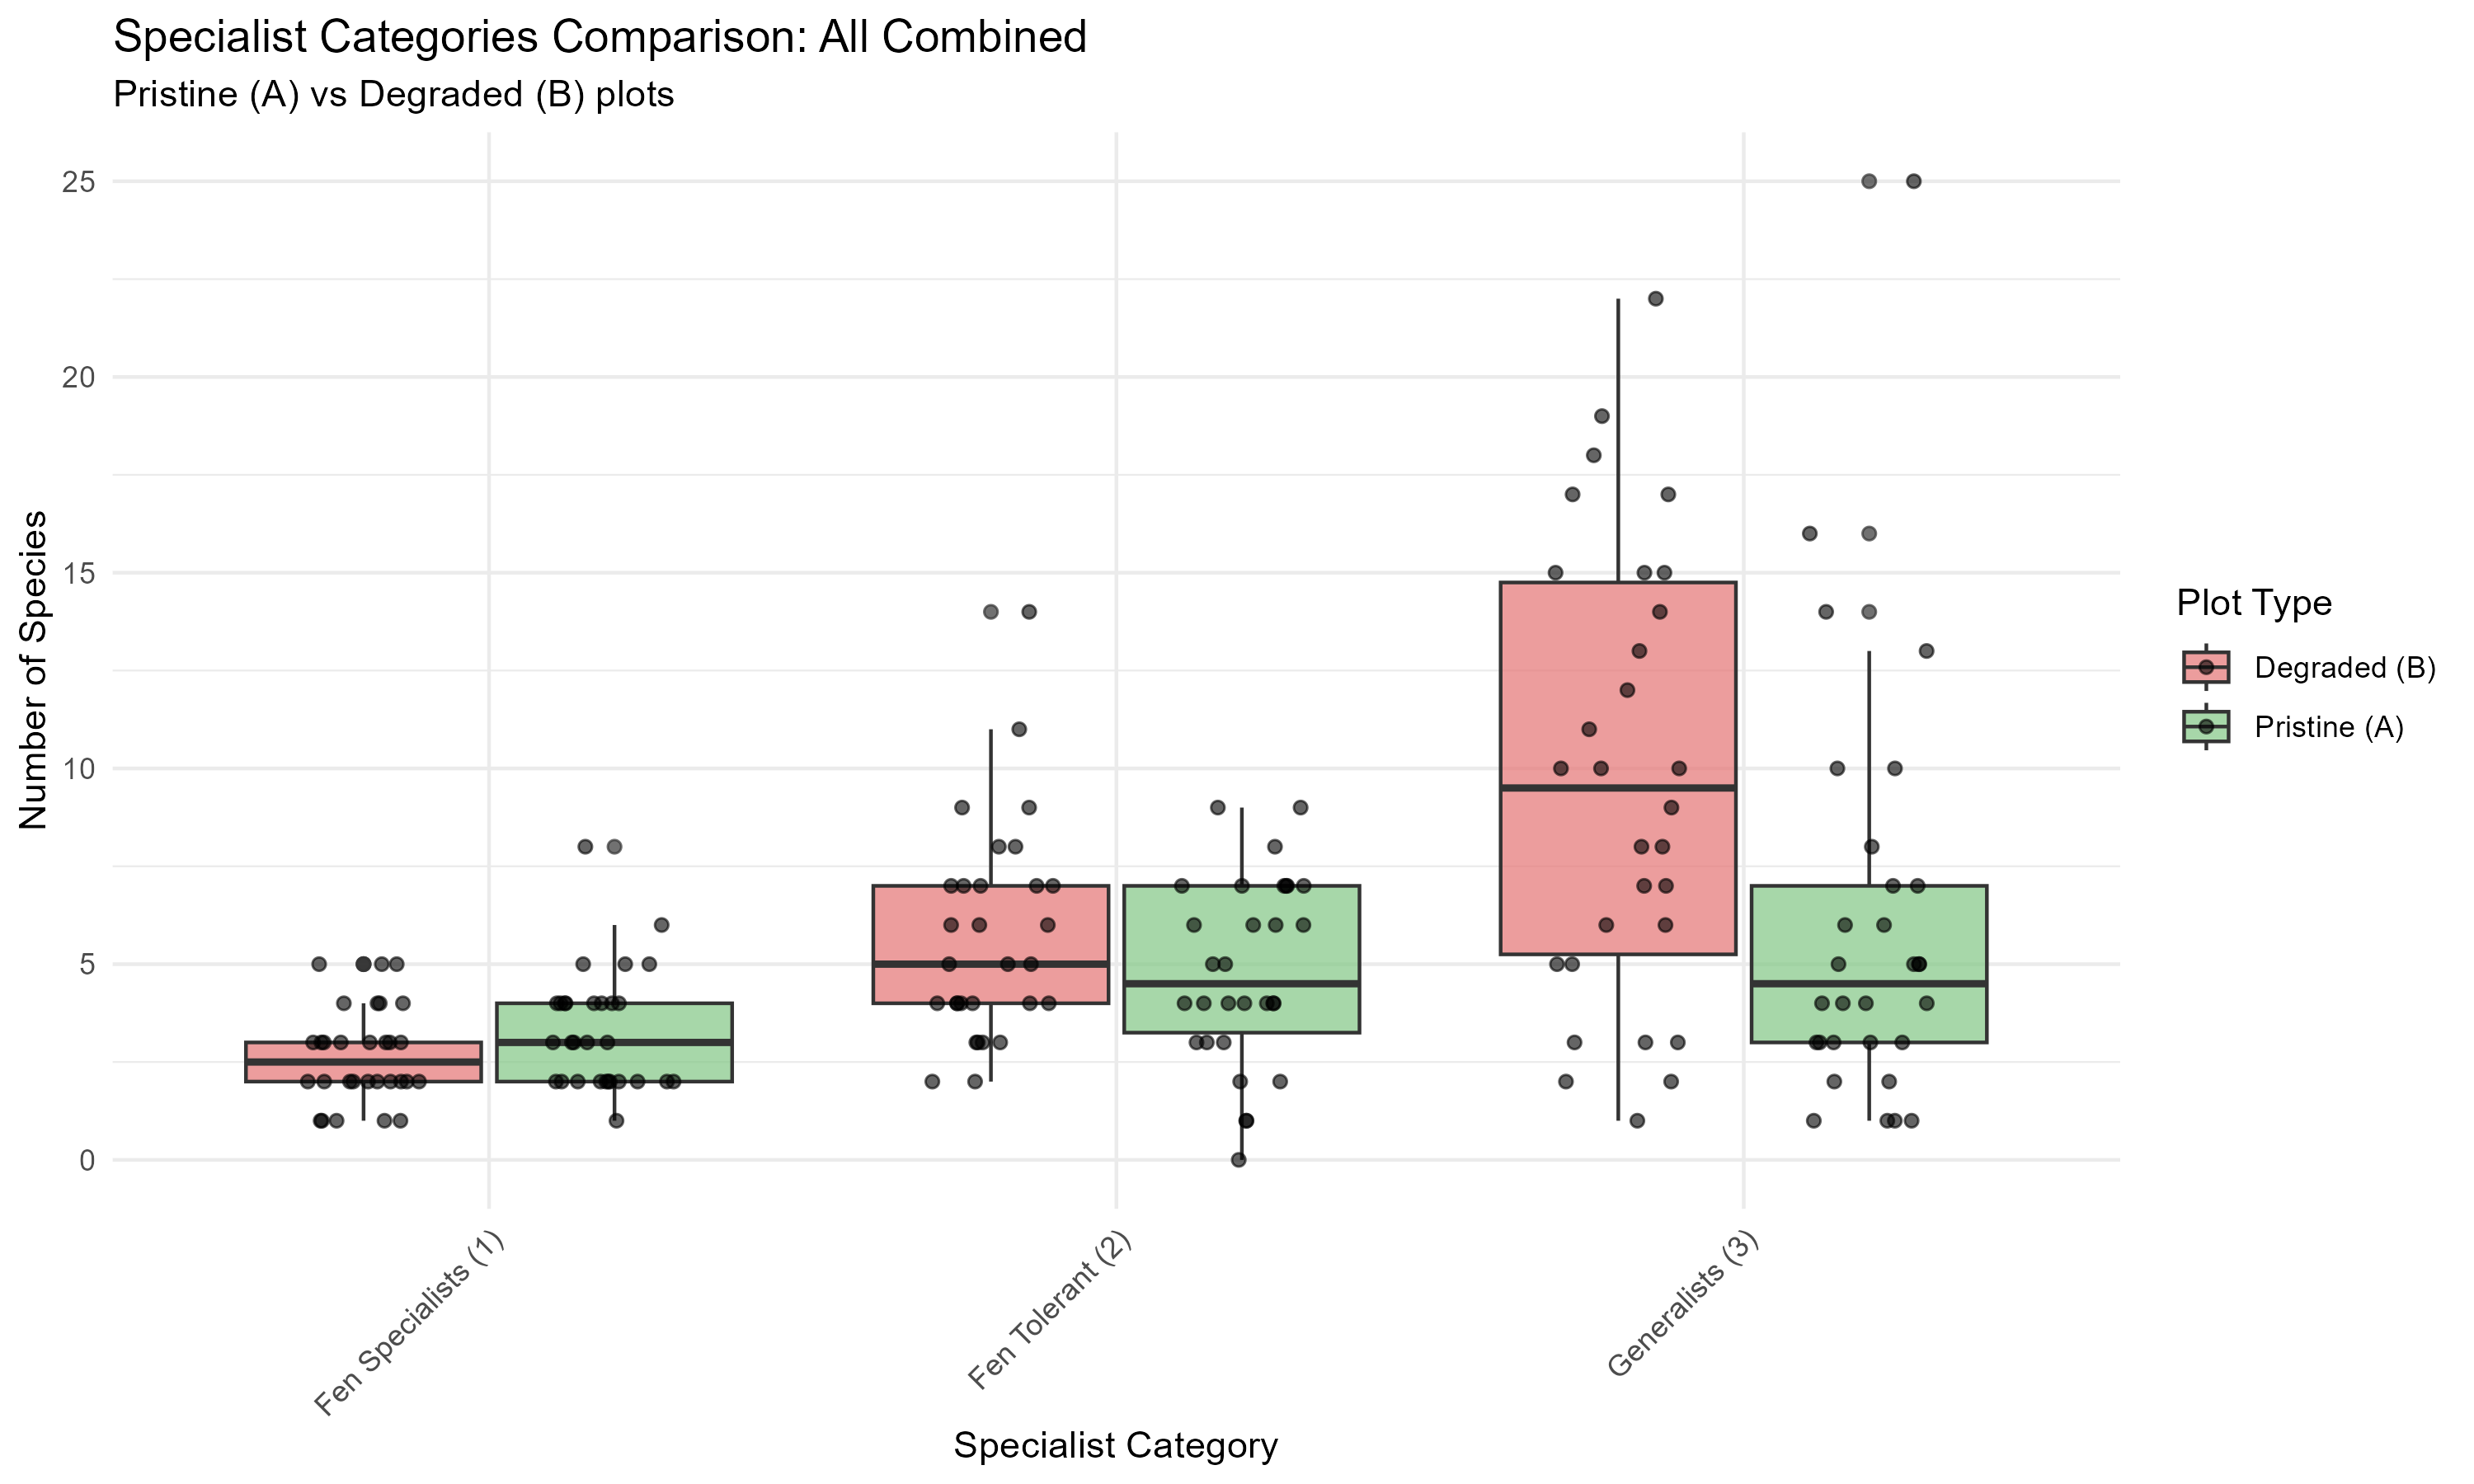 Specialist Categories Comparison: All Combined
Pristine (A) vs Degraded (B) plots
25
20
15
10
5
0
Number of Species
Fen Specialists (1)
Fen Tolerant (2)
Generalists (3)
Specialist Category
Plot Type
Degraded (B)
Pristine (A)